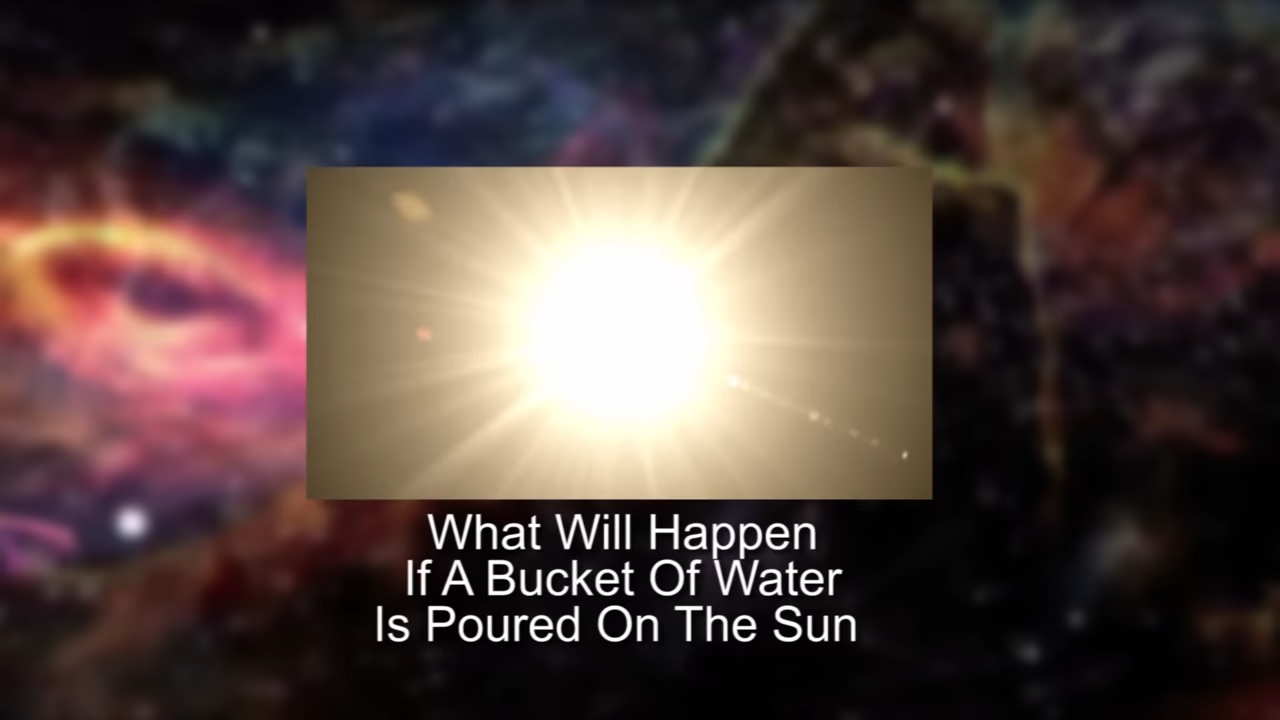 What Will Happen
If A Bucket Of Water
Is Poured On The Sun